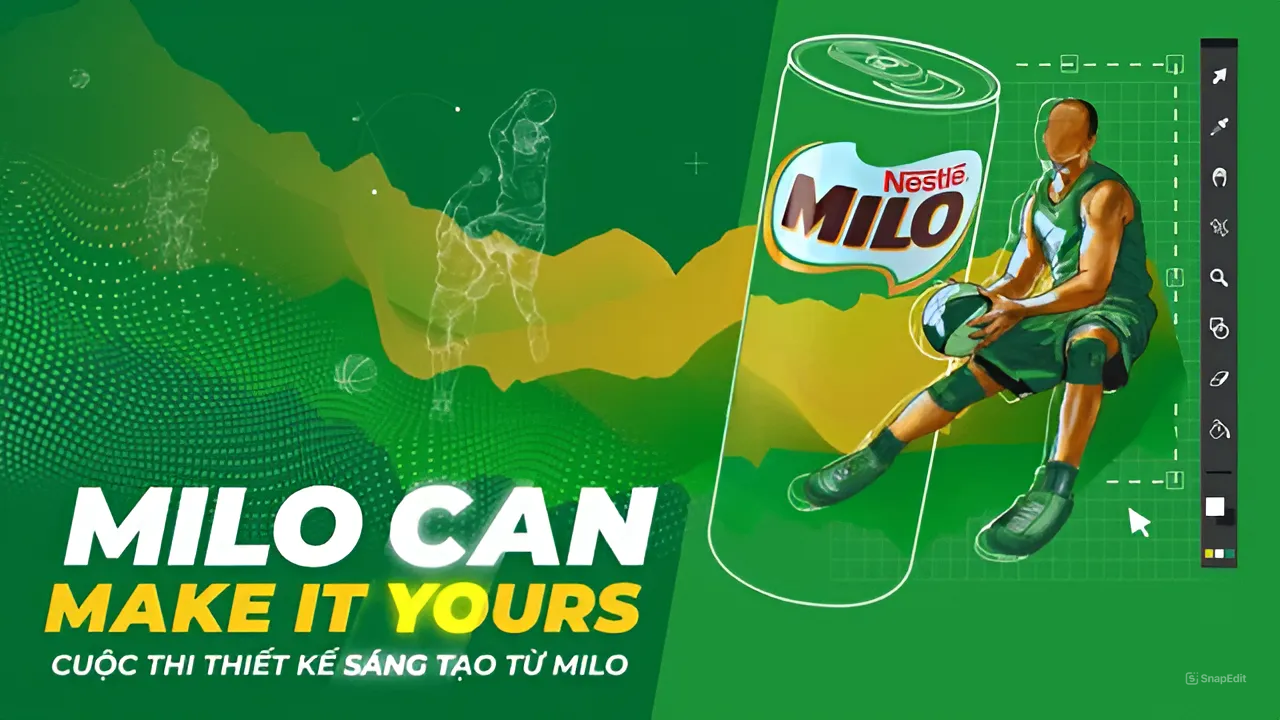 Nestlé
MILO
MILO CAN
MAKE IT YOURS
CUỘC THI THIẾT KẾ SÁNG TẠO TỪ MILO
SnapEdit